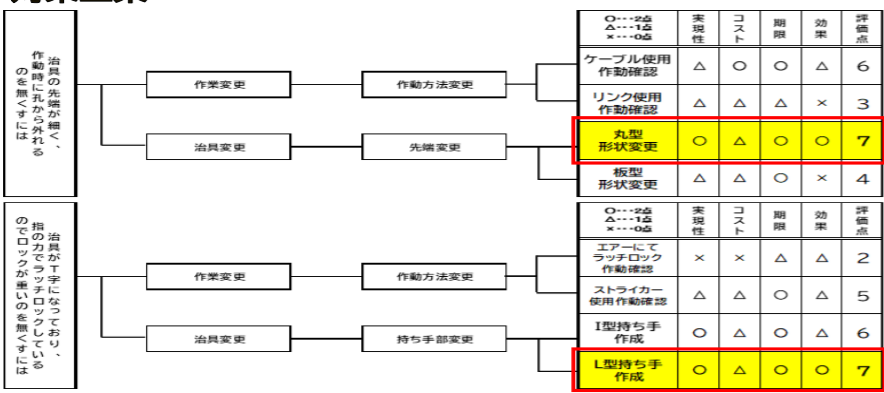 治具の先端が細く、
作動時に孔から外れる
のを無くすには
作業変更
作動方法変更
治具変更
先端変更
○･･･2点
△･･･1点
×･･･0点
実現性
コスト
期限
効果
評価点
ケーブル使用
作動確認
△ ○ ○ △ 6
リンク使用
作動確認
△ △ △ × 3
丸型
形状変更
○ △ ○ ○ 7
板型
形状変更
△ △ ○ × 4
治具がT字になっており、
指の力でラッチロックしている
のでロックが重いのを無くすには
作業変更
作動方法変更
治具変更
持ち手部変更
○･･･2点
△･･･1点
×･･･0点
実現性
コスト
期限
効果
評価点
エアーにて
ラッチロック
作動確認
× × △ △ 2
ストライカー
使用作動確認
△ △ ○ △ 5
I型持ち手
作成
○ △ ○ △ 6
L型持ち手
作成
○ △ ○ ○ 7